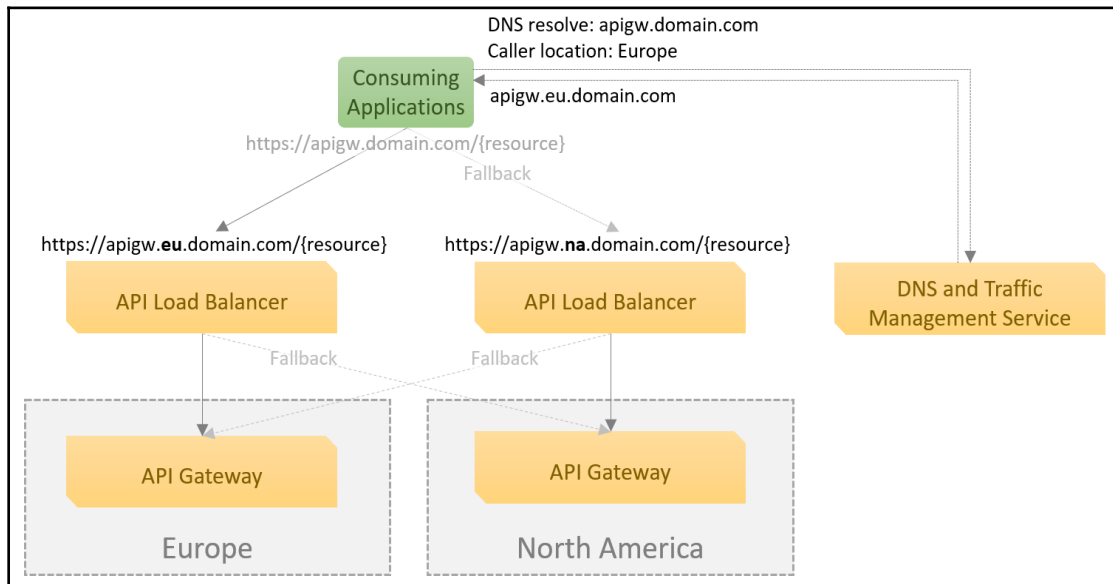 DNS resolve: apigw.domain.com
Caller location: Europe
Consuming
Applications
apigw.eu.domain.com
https://apigw.domain.com/{resource}
Fallback
https://apigw.eu.domain.com/{resource}
https://apigw.na.domain.com/{resource}
API Load Balancer
API Load Balancer
DNS and Traffic
Management Service
Fallback
Fallback
API Gateway
API Gateway
Europe
North America